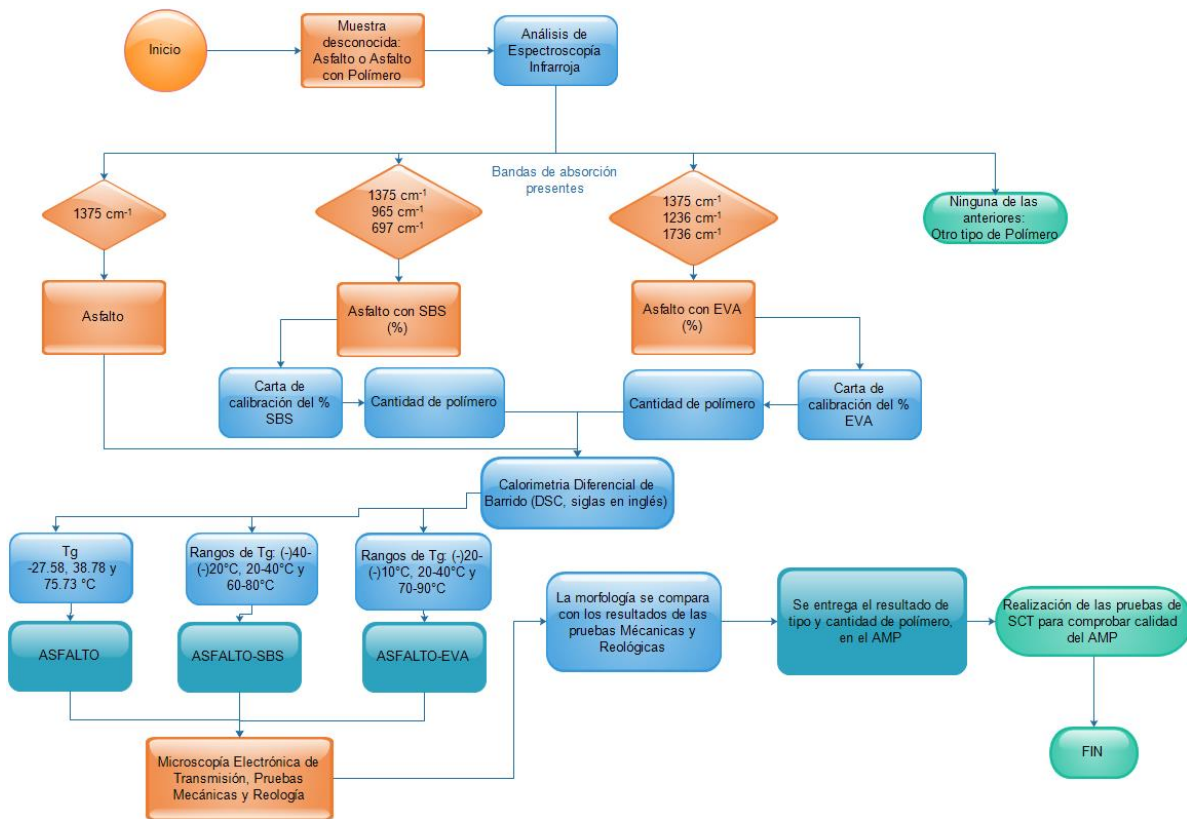 Inicio
Muestra
desconocida:
Asfalto o Asfalto
con Polímero
Análisis de
Espectroscopía
Infrarroja
Bandas de absorción
presentes
1375 cm⁻¹
1375 cm⁻¹
965 cm⁻¹
697 cm⁻¹
1375 cm⁻¹
1236 cm⁻¹
1736 cm⁻¹
Ninguna de las
anteriores:
Otro tipo de Polímero
Asfalto
Asfalto con SBS
(%)
Asfalto con EVA
(%)
Carta de
calibración del %
SBS
Cantidad de polímero
Cantidad de polímero
Carta de
calibración del %
EVA
Calorimetria Diferencial de
Barrido (DSC, siglas en inglés)
Tg
-27.58, 38.78 y
75.73 °C
Rangos de Tg: (-)40-
(-)20°C, 20-40°C y
60-80°C
Rangos de Tg: (-)20-
(-)10°C, 20-40°C y
70-90°C
La morfología se compara
con los resultados de las
pruebas Mécanicas y
Reológicas
Se entrega el resultado de
tipo y cantidad de polímero,
en el AMP
Realización de las pruebas de
SCT para comprobar calidad
del AMP
ASFALTO
ASFALTO-SBS
ASFALTO-EVA
Microscopía Electrónica de
Transmisión, Pruebas
Mecánicas y Reología
FIN